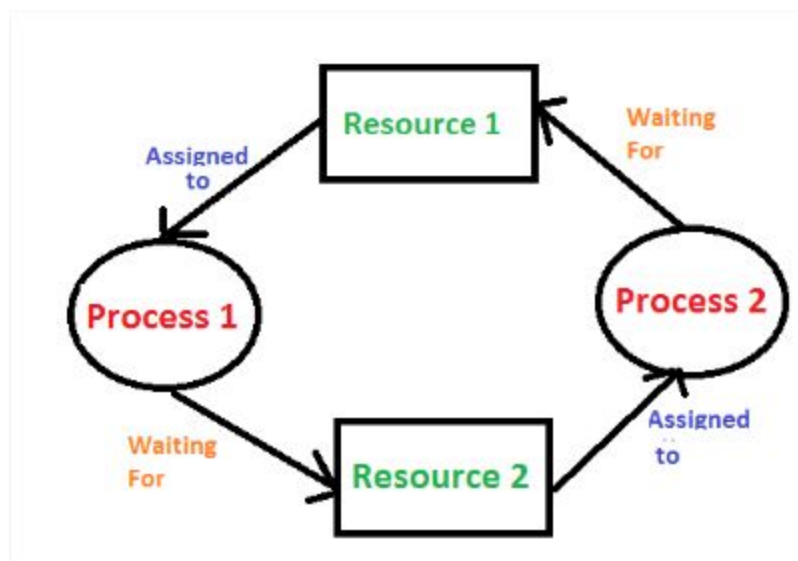 Resource 1
Waiting
For
Assigned
to
Process 1
Process 2
Waiting
For
Resource 2
Assigned
to